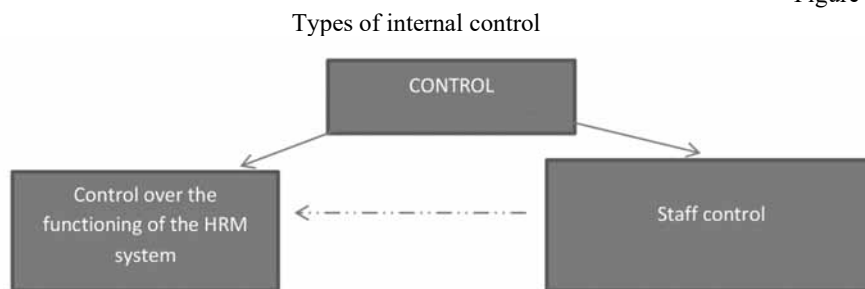 Figure
Types of internal control
CONTROL
Control over the
functioning of the HRM
system
Staff control